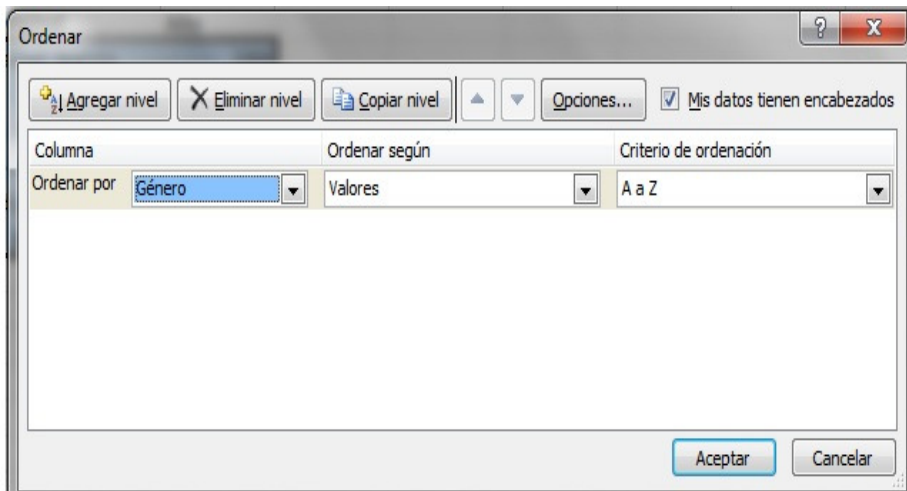 Ordenar
Agregar nivel Eliminar nivel Copiar nivel Opciones... Mis datos tienen encabezados
Columna Ordenar según Criterio de ordenación
Ordenar por Género Valores A a Z
Aceptar Cancelar